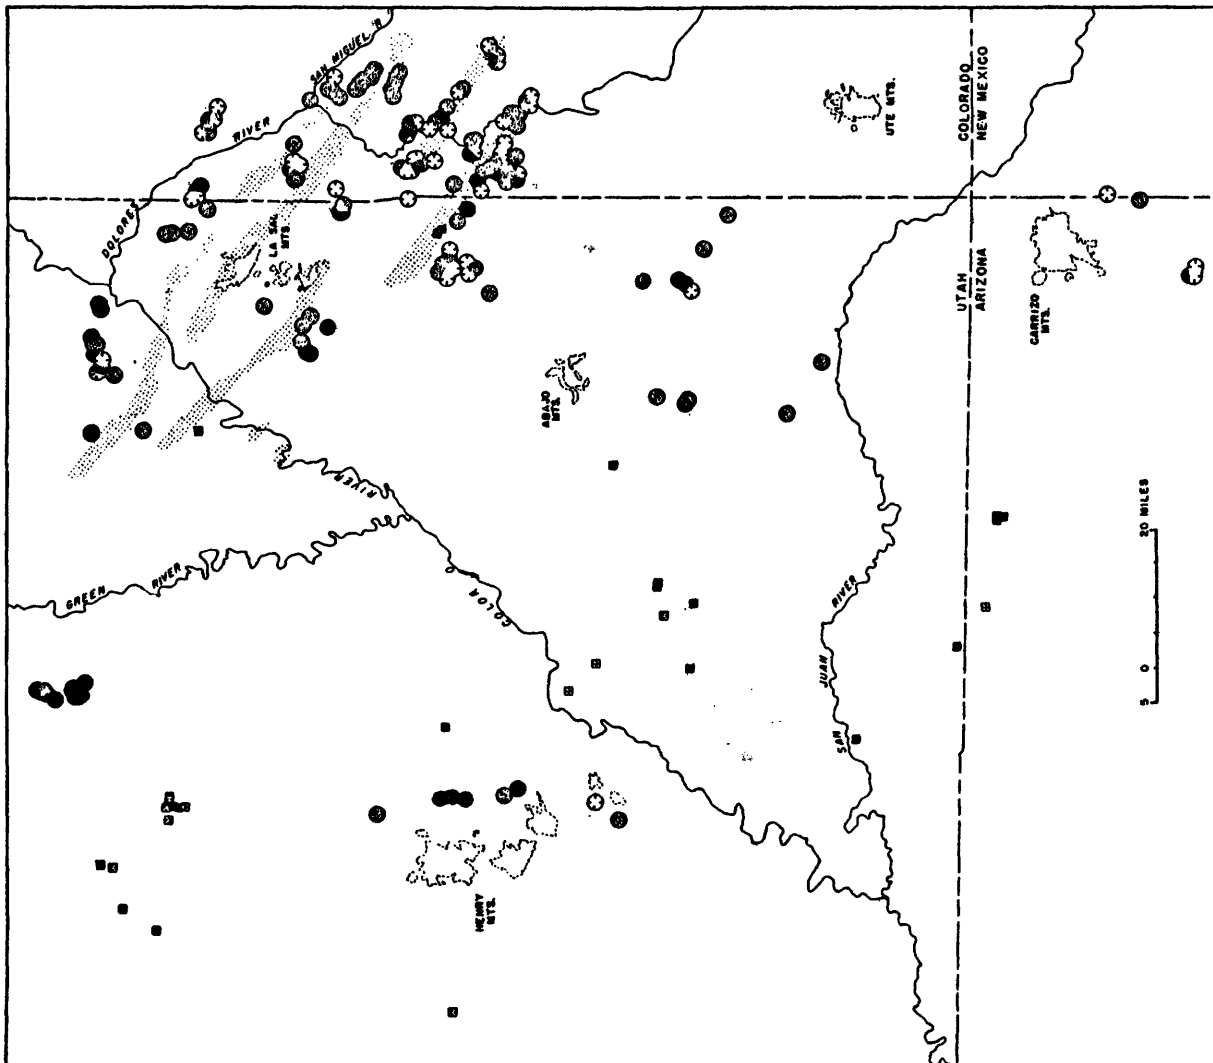 SAN MIGUEL R
RIVER
DOLORES
LA SAL
MTS.
UTE MTS.
COLORADO
NEW MEXICO
UTAH
ARIZONA
CARRIZO
MTS.
ABAJO
MTS.
RIVER
COLOR
GREEN
RIVER
SAN
JUAN
RIVER
HENRY
MTS.
5 0 20 MILES